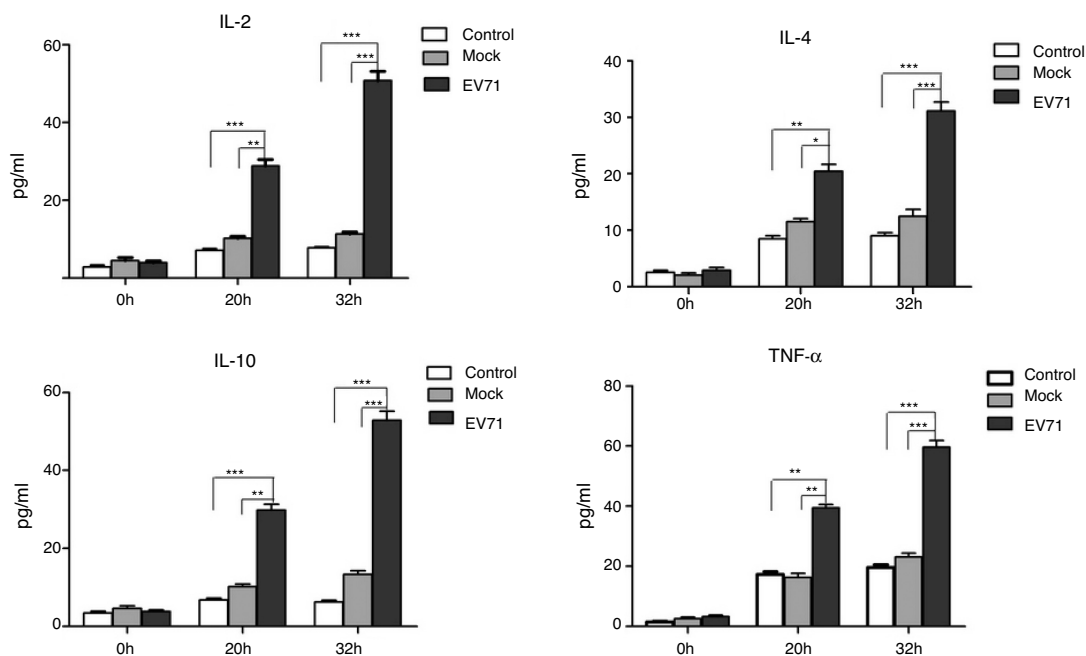 IL-2
60
40
20
pg/ml
0h
20h
32h
***
**
***
***
Control
Mock
EV71
IL-4
40
30
20
10
0
pg/ml
0h
20h
32h
**
*
***
***
Control
Mock
EV71
IL-10
60
40
20
0
pg/ml
0h
20h
32h
***
**
***
***
Control
Mock
EV71
TNF-α
80
60
40
20
0
pg/ml
0h
20h
32h
**
**
***
***
Control
Mock
EV71